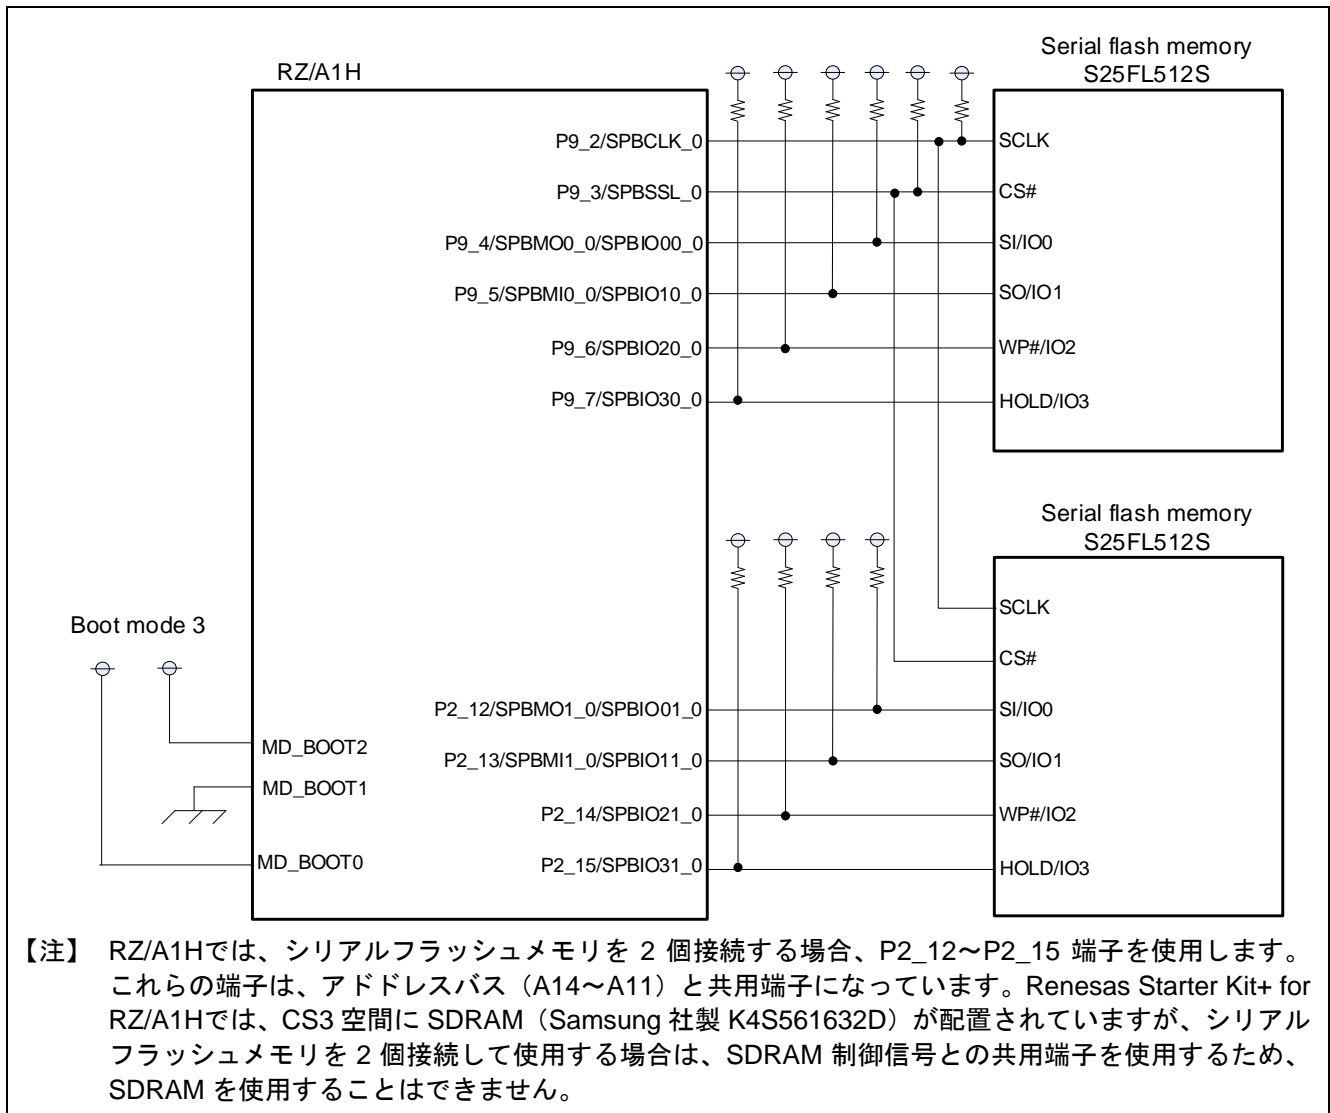 Serial flash memory
S25FL512S
RZ/A1H
P9_2/SPBCLK_0
SCLK
P9_3/SPBSSL_0
CS#
P9_4/SPBMO0_0/SPBIO00_0
SI/IO0
P9_5/SPBMI0_0/SPBIO10_0
SO/IO1
P9_6/SPBIO20_0
WP#/IO2
P9_7/SPBIO30_0
HOLD/IO3
Serial flash memory
S25FL512S
SCLK
Boot mode 3
CS#
P2_12/SPBMO1_0/SPBIO01_0
SI/IO0
MD_BOOT2
P2_13/SPBMI1_0/SPBIO11_0
SO/IO1
MD_BOOT1
P2_14/SPBIO21_0
WP#/IO2
MD_BOOT0
P2_15/SPBIO31_0
HOLD/IO3
【注】 RZ/A1Hでは、シリアルフラッシュメモリを 2 個接続する場合、P2_12～P2_15 端子を使用します。
これらの端子は、アドドレスバス（A14～A11）と共用端子になっています。Renesas Starter Kit+ for
RZ/A1Hでは、CS3 空間に SDRAM（Samsung 社製 K4S561632D）が配置されていますが、シリアル
フラッシュメモリを 2 個接続して使用する場合は、SDRAM 制御信号との共用端子を使用するため、
SDRAM を使用することはできません。